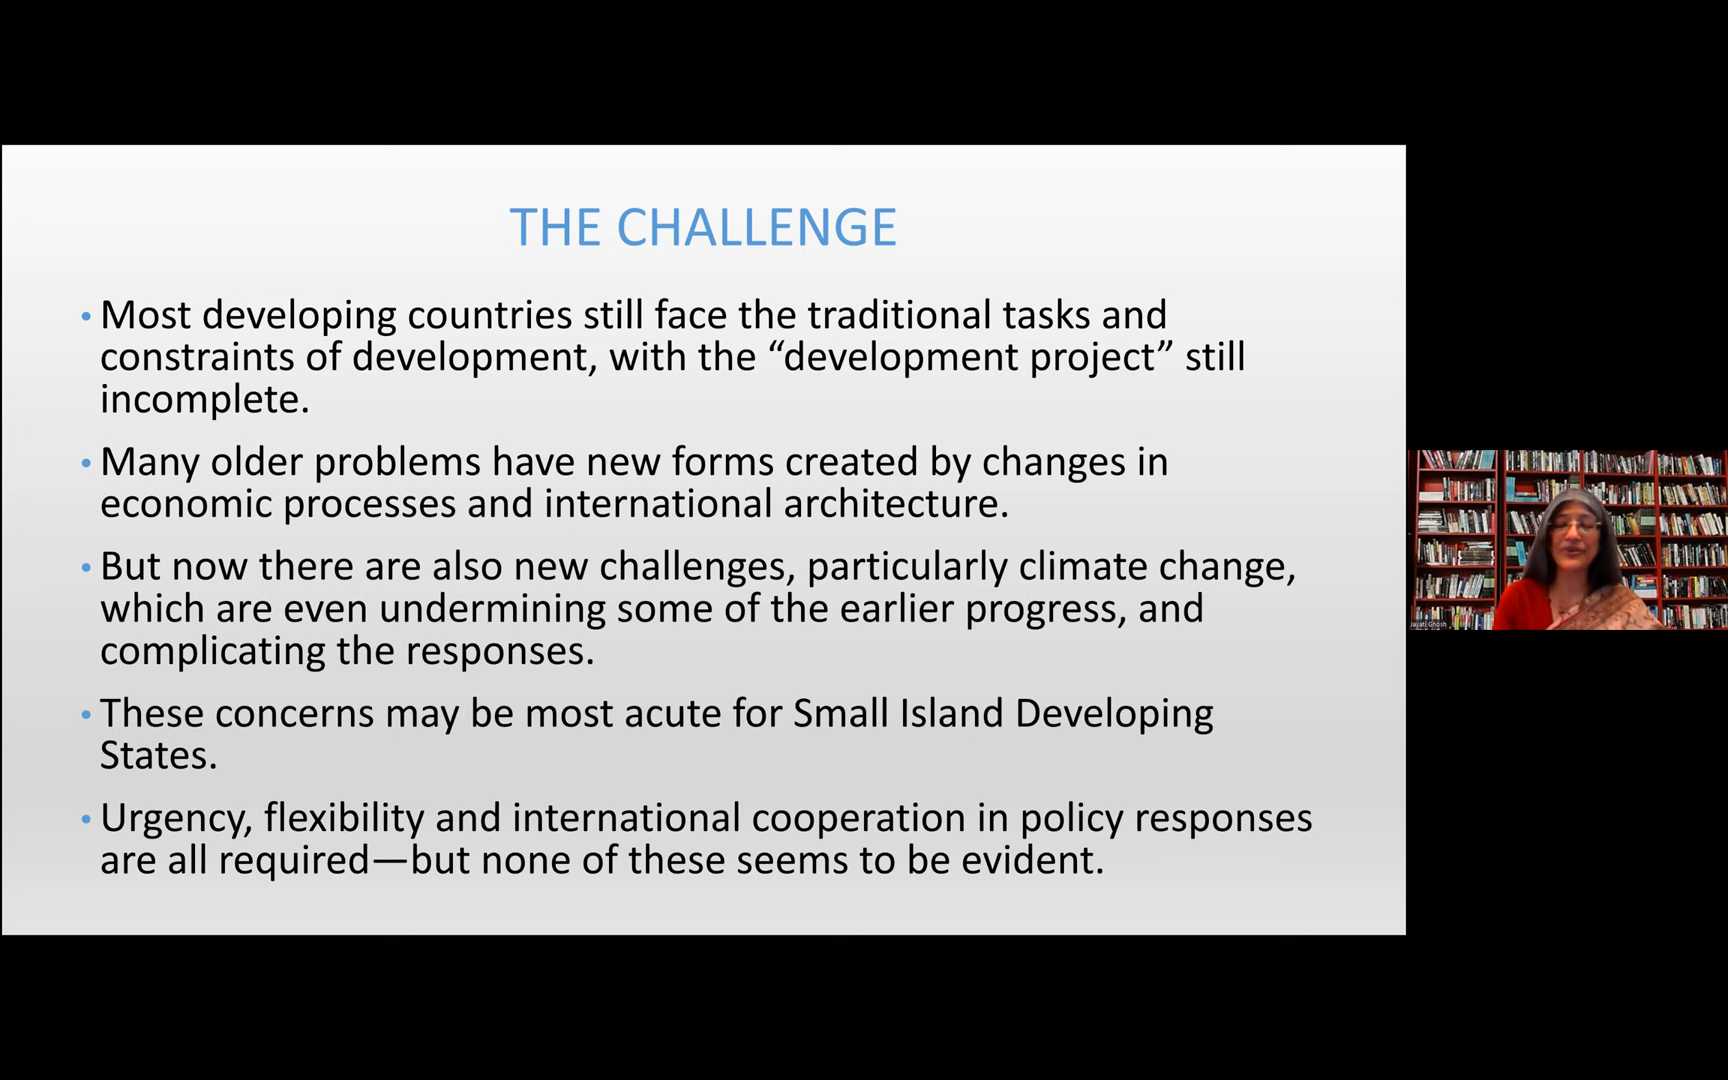 THE CHALLENGE
• Most developing countries still face the traditional tasks and
constraints of development, with the “development project” still
incomplete.
• Many older problems have new forms created by changes in
economic processes and international architecture.
• But now there are also new challenges, particularly climate change,
which are even undermining some of the earlier progress, and
complicating the responses.
• These concerns may be most acute for Small Island Developing
States.
• Urgency, flexibility and international cooperation in policy responses
are all required—but none of these seems to be evident.
Jayati Ghosh